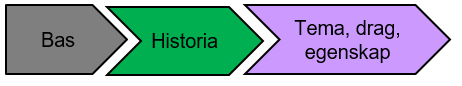 Bas
Historia
Tema, drag,
egenskap